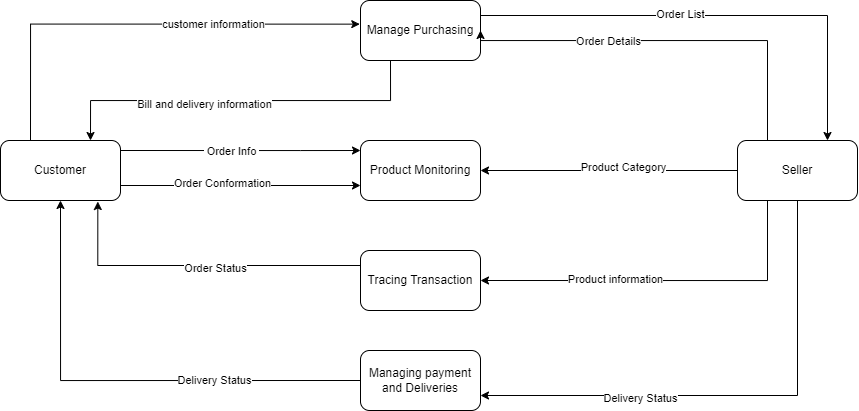 Order List
customer information
Manage Purchasing
Order Details
Bill and delivery information
Order Info
Customer
Product Monitoring
Product Category
Seller
Order Conformation
Order Status
Tracing Transaction
Product information
Managing payment
and Deliveries
Delivery Status
Delivery Status